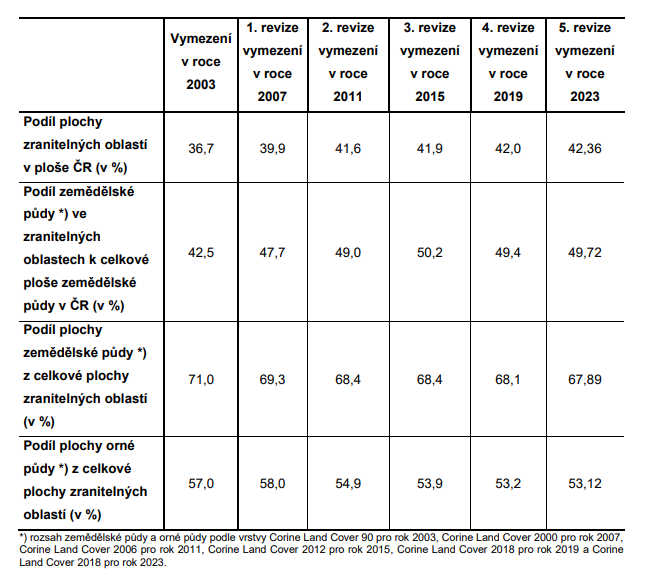 Vymezení
v roce
2003
1. revize
vymezení
v roce
2007
2. revize
vymezení
v roce
2011
3. revize
vymezení
v roce
2015
4. revize
vymezení
v roce
2019
5. revize
vymezení
v roce
2023
Podíl plochy
zranitelných oblastí
v ploše ČR (v %)
36,7
39,9
41,6
41,9
42,0
42,36
Podíl zemědělské
půdy *) ve
zranitelných
oblastech k celkové
ploše zemědělské
půdy v ČR (v %)
42,5
47,7
49,0
50,2
49,4
49,72
Podíl plochy
zemědělské půdy *)
z celkové plochy
zranitelných oblastí
(v %)
71,0
69,3
68,4
68,4
68,1
67,89
Podíl plochy orné
půdy *) z celkové
plochy zranitelných
oblastí (v %)
57,0
58,0
54,9
53,9
53,2
53,12
*) rozsah zemědělské půdy a orné půdy podle vrstvy Corine Land Cover 90 pro rok 2003, Corine Land Cover 2000 pro rok 2007,
Corine Land Cover 2006 pro rok 2011, Corine Land Cover 2012 pro rok 2015, Corine Land Cover 2018 pro rok 2019 a Corine
Land Cover 2018 pro rok 2023.